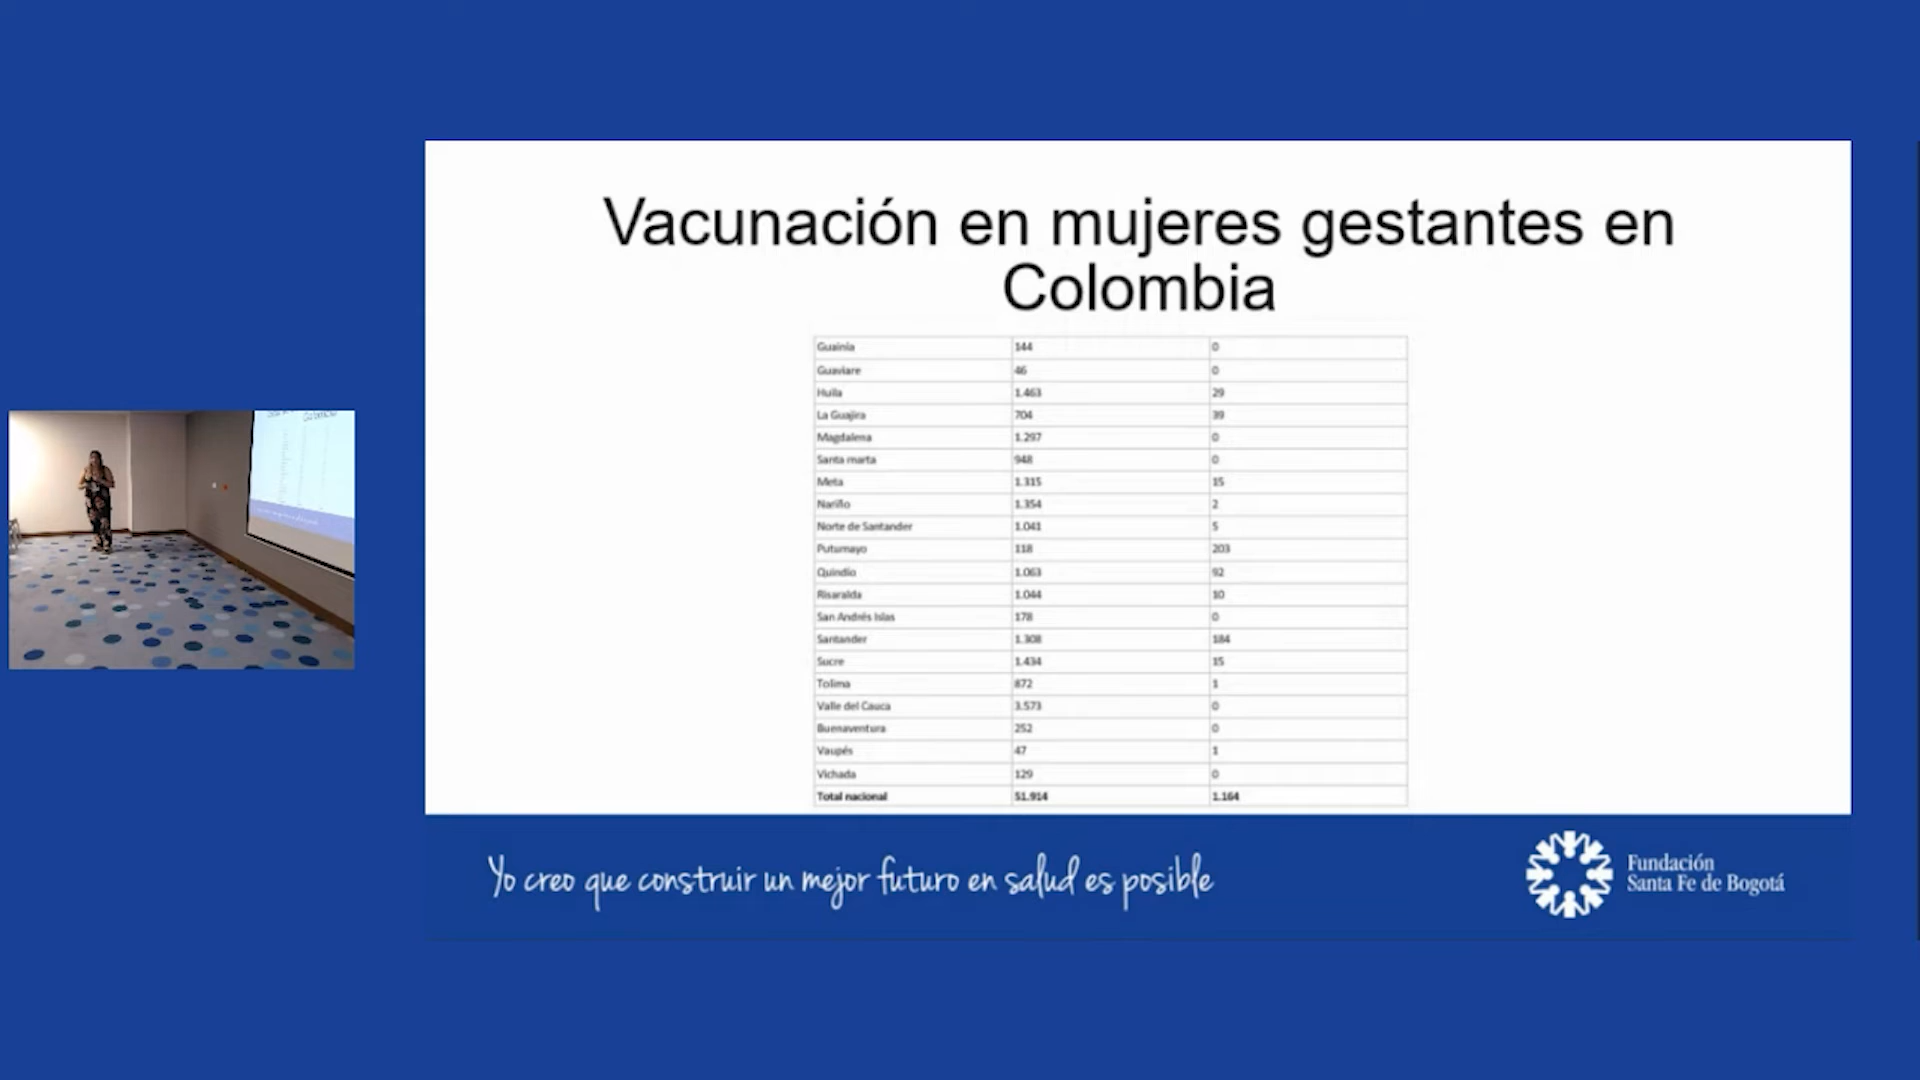 Vacunación en mujeres gestantes en
Colombia
Guainía 144 0
Guaviare 46 0
Huila 1.463 29
La Guajira 704 39
Magdalena 1.297 0
Santa marta 948 0
Meta 1.315 15
Nariño 1.354 2
Norte de Santander 1.041 5
Putumayo 118 203
Quindío 1.063 92
Risaralda 1.044 10
San Andrés Islas 178 0
Santander 1.308 184
Sucre 1.434 15
Tolima 872 1
Valle del Cauca 3.573 0
Buenaventura 252 0
Vaupés 47 1
Vichada 129 0
Total nacional 51.914 1.164
Yo creo que construir un mejor futuro en salud es posible
Fundación
Santa Fe de Bogotá